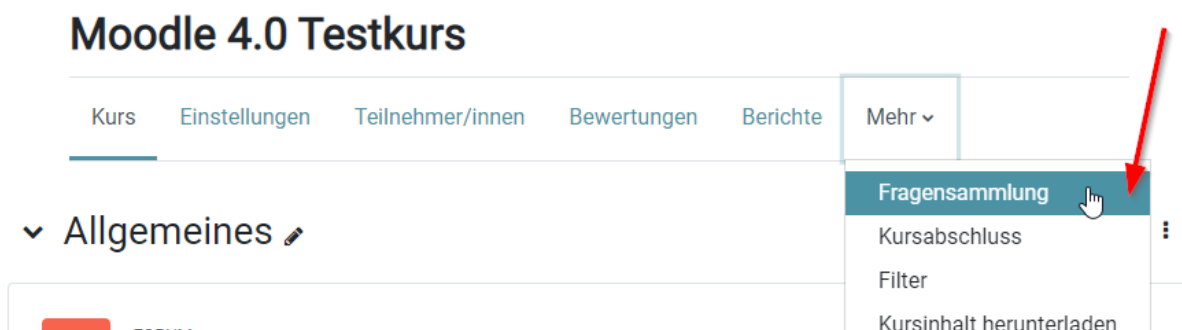 Moodle 4.0 Testkurs
Kurs Einstellungen Teilnehmer/innen Bewertungen Berichte Mehr
Fragensammlung
Allgemeines
Kursabschluss
Filter
Kursinhalt herunterladen